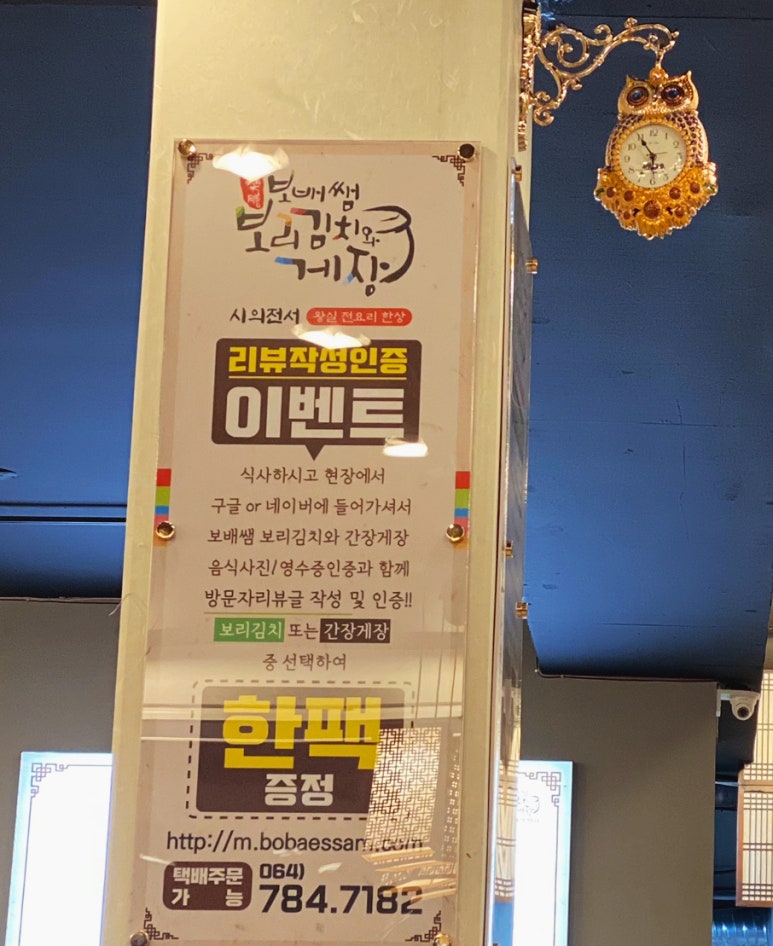 보배쌤
보리김치와
게장
시의전서 왕실 전요리 한상
리뷰작성인증
이벤트
식사하시고 현장에서
구글 or 네이버에 들어가셔서
보배쌤 보리김치와 간장게장
음식사진/영수증인증과 함께
방문자리뷰글 작성 및 인증!!
보리김치 또는 간장게장
중 선택하여
한팩
증정
http://m.bobaessam.com
택배주문
가 능
064)
784.7182